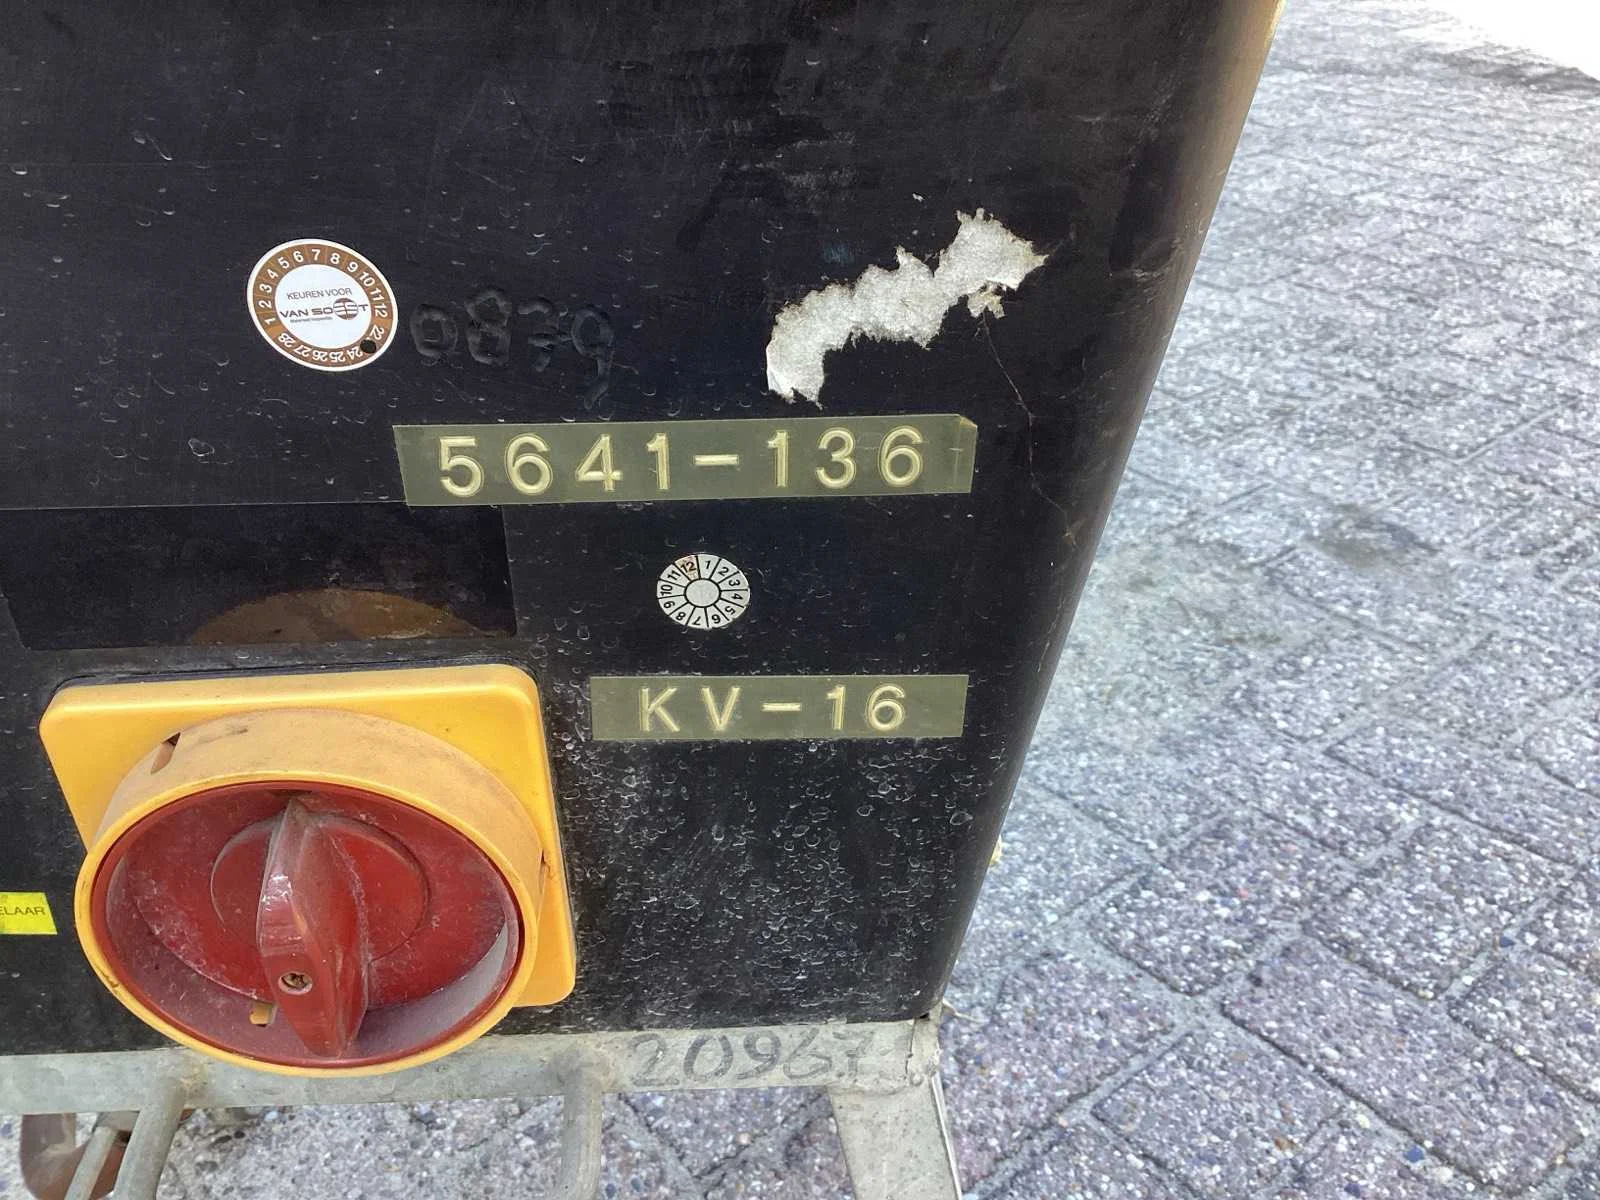 1 2 3 4 5 6 7 8 9 10 11 12
KEUREN VOOR
VAN SOEST
22 24 25 26 27 28
0879
5641-136
12 1 2 3 4 5 6 7 8 9 10 11
KV-16
ELAAR
20967